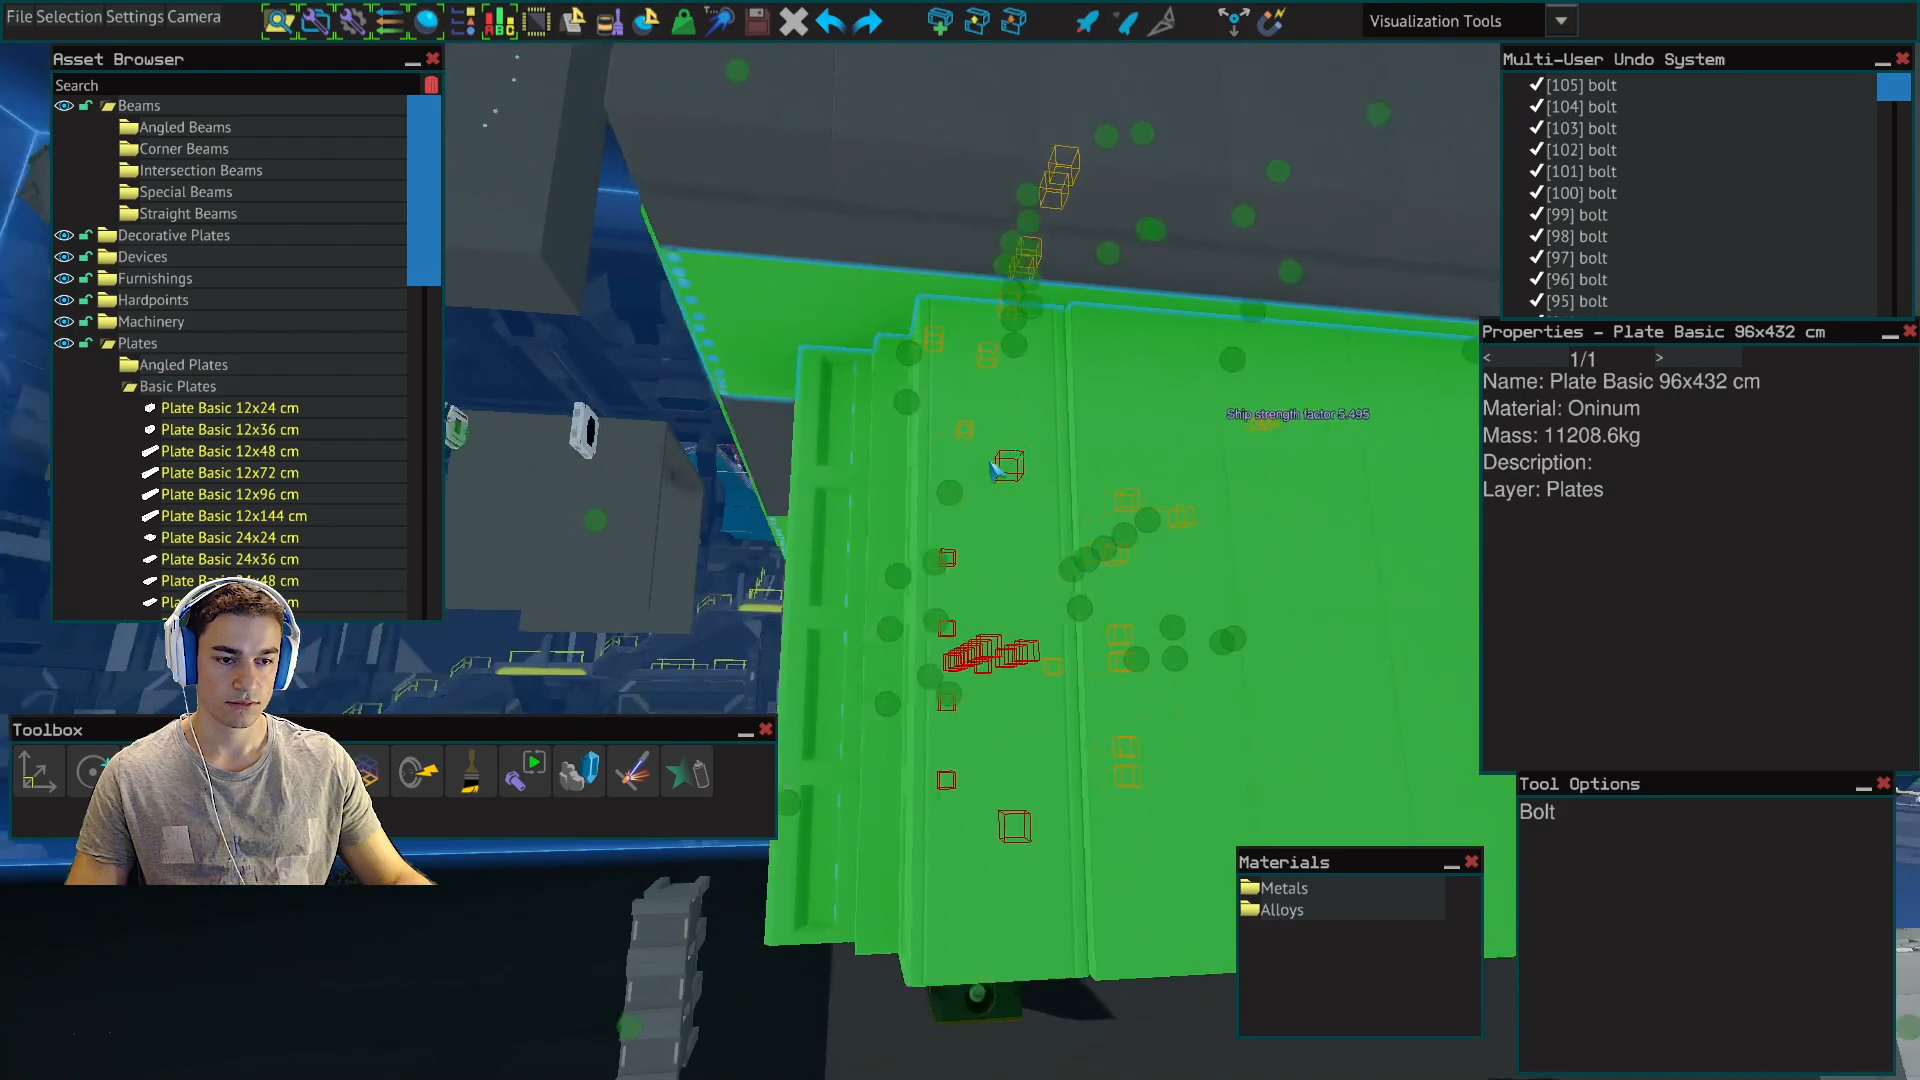 File Selection Settings Camera
Visualization Tools
Asset Browser
Search
Beams
Angled Beams
Corner Beams
Intersection Beams
Special Beams
Straight Beams
Decorative Plates
Devices
Furnishings
Hardpoints
Machinery
Plates
Angled Plates
Basic Plates
Plate Basic 12x24 cm
Plate Basic 12x36 cm
Plate Basic 12x48 cm
Plate Basic 12x72 cm
Plate Basic 12x96 cm
Plate Basic 12x144 cm
Plate Basic 24x24 cm
Plate Basic 24x36 cm
cm
cm
Multi-User Undo System
[105] bolt
[104] bolt
[103] bolt
[102] bolt
[101] bolt
[100] bolt
[99] bolt
[98] bolt
[97] bolt
[96] bolt
[95] bolt
Properties - Plate Basic 96x432 cm
< 1/1 >
Name: Plate Basic 96x432 cm
Material: Oninum
Mass: 11208.6kg
Description:
Layer: Plates
Ship strength factor 5.495
Toolbox
Tool Options
Bolt
Materials
Metals
Alloys
ABC